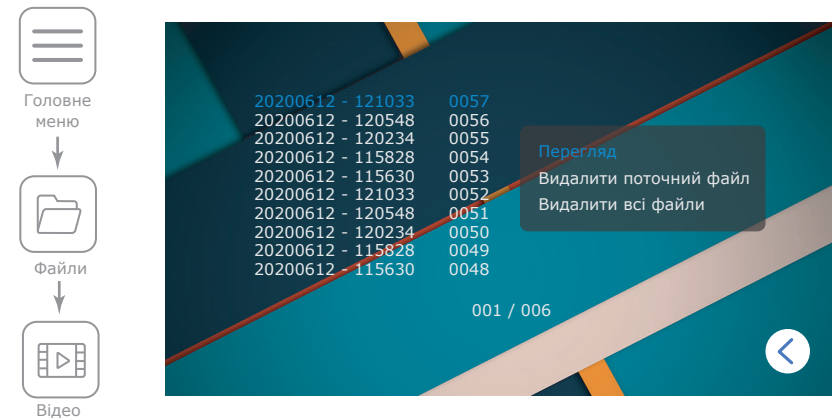 Головне
меню
Файли
Відео
20200612 - 121033 0057
20200612 - 120548 0056
20200612 - 120234 0055
20200612 - 115828 0054
20200612 - 115630 0053
20200612 - 121033 0052
20200612 - 120548 0051
20200612 - 120234 0050
20200612 - 115828 0049
20200612 - 115630 0048
001 / 006
Перегляд
Видалити поточний файл
Видалити всі файли